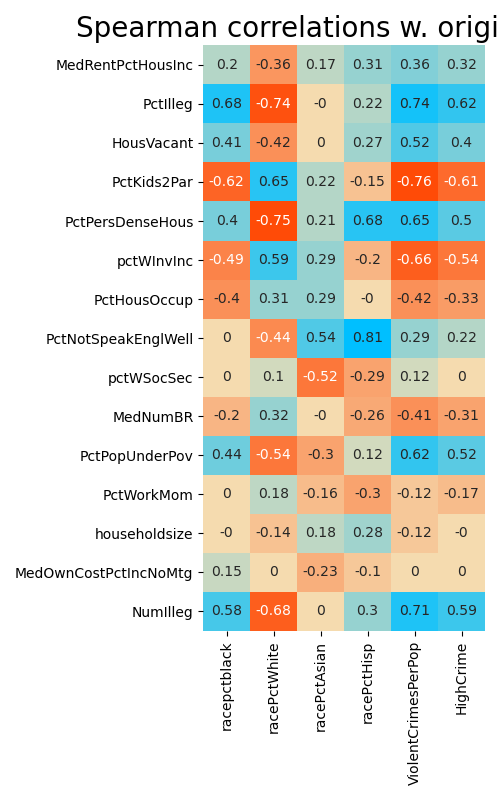 Spearman correlations w. origi
MedRentPctHousInc 0.2 -0.36 0.17 0.31 0.36 0.32
PctIlleg 0.68 -0.74 -0 0.22 0.74 0.62
HousVacant 0.41 -0.42 0 0.27 0.52 0.4
PctKids2Par -0.62 0.65 0.22 -0.15 -0.76 -0.61
PctPersDenseHous 0.4 -0.75 0.21 0.68 0.65 0.5
pctWInvInc -0.49 0.59 0.29 -0.2 -0.66 -0.54
PctHousOccup -0.4 0.31 0.29 -0 -0.42 -0.33
PctNotSpeakEnglWell 0 -0.44 0.54 0.81 0.29 0.22
pctWSocSec 0 0.1 -0.52 -0.29 0.12 0
MedNumBR -0.2 0.32 -0 -0.26 -0.41 -0.31
PctPopUnderPov 0.44 -0.54 -0.3 0.12 0.62 0.52
PctWorkMom 0 0.18 -0.16 -0.3 -0.12 -0.17
householdsize -0 -0.14 0.18 0.28 -0.12 -0
MedOwnCostPctIncNoMtg 0.15 0 -0.23 -0.1 0 0
NumIlleg 0.58 -0.68 0 0.3 0.71 0.59
racepctblack
racePctWhite
racePctAsian
racePctHisp
ViolentCrimesPerPop
HighCrime